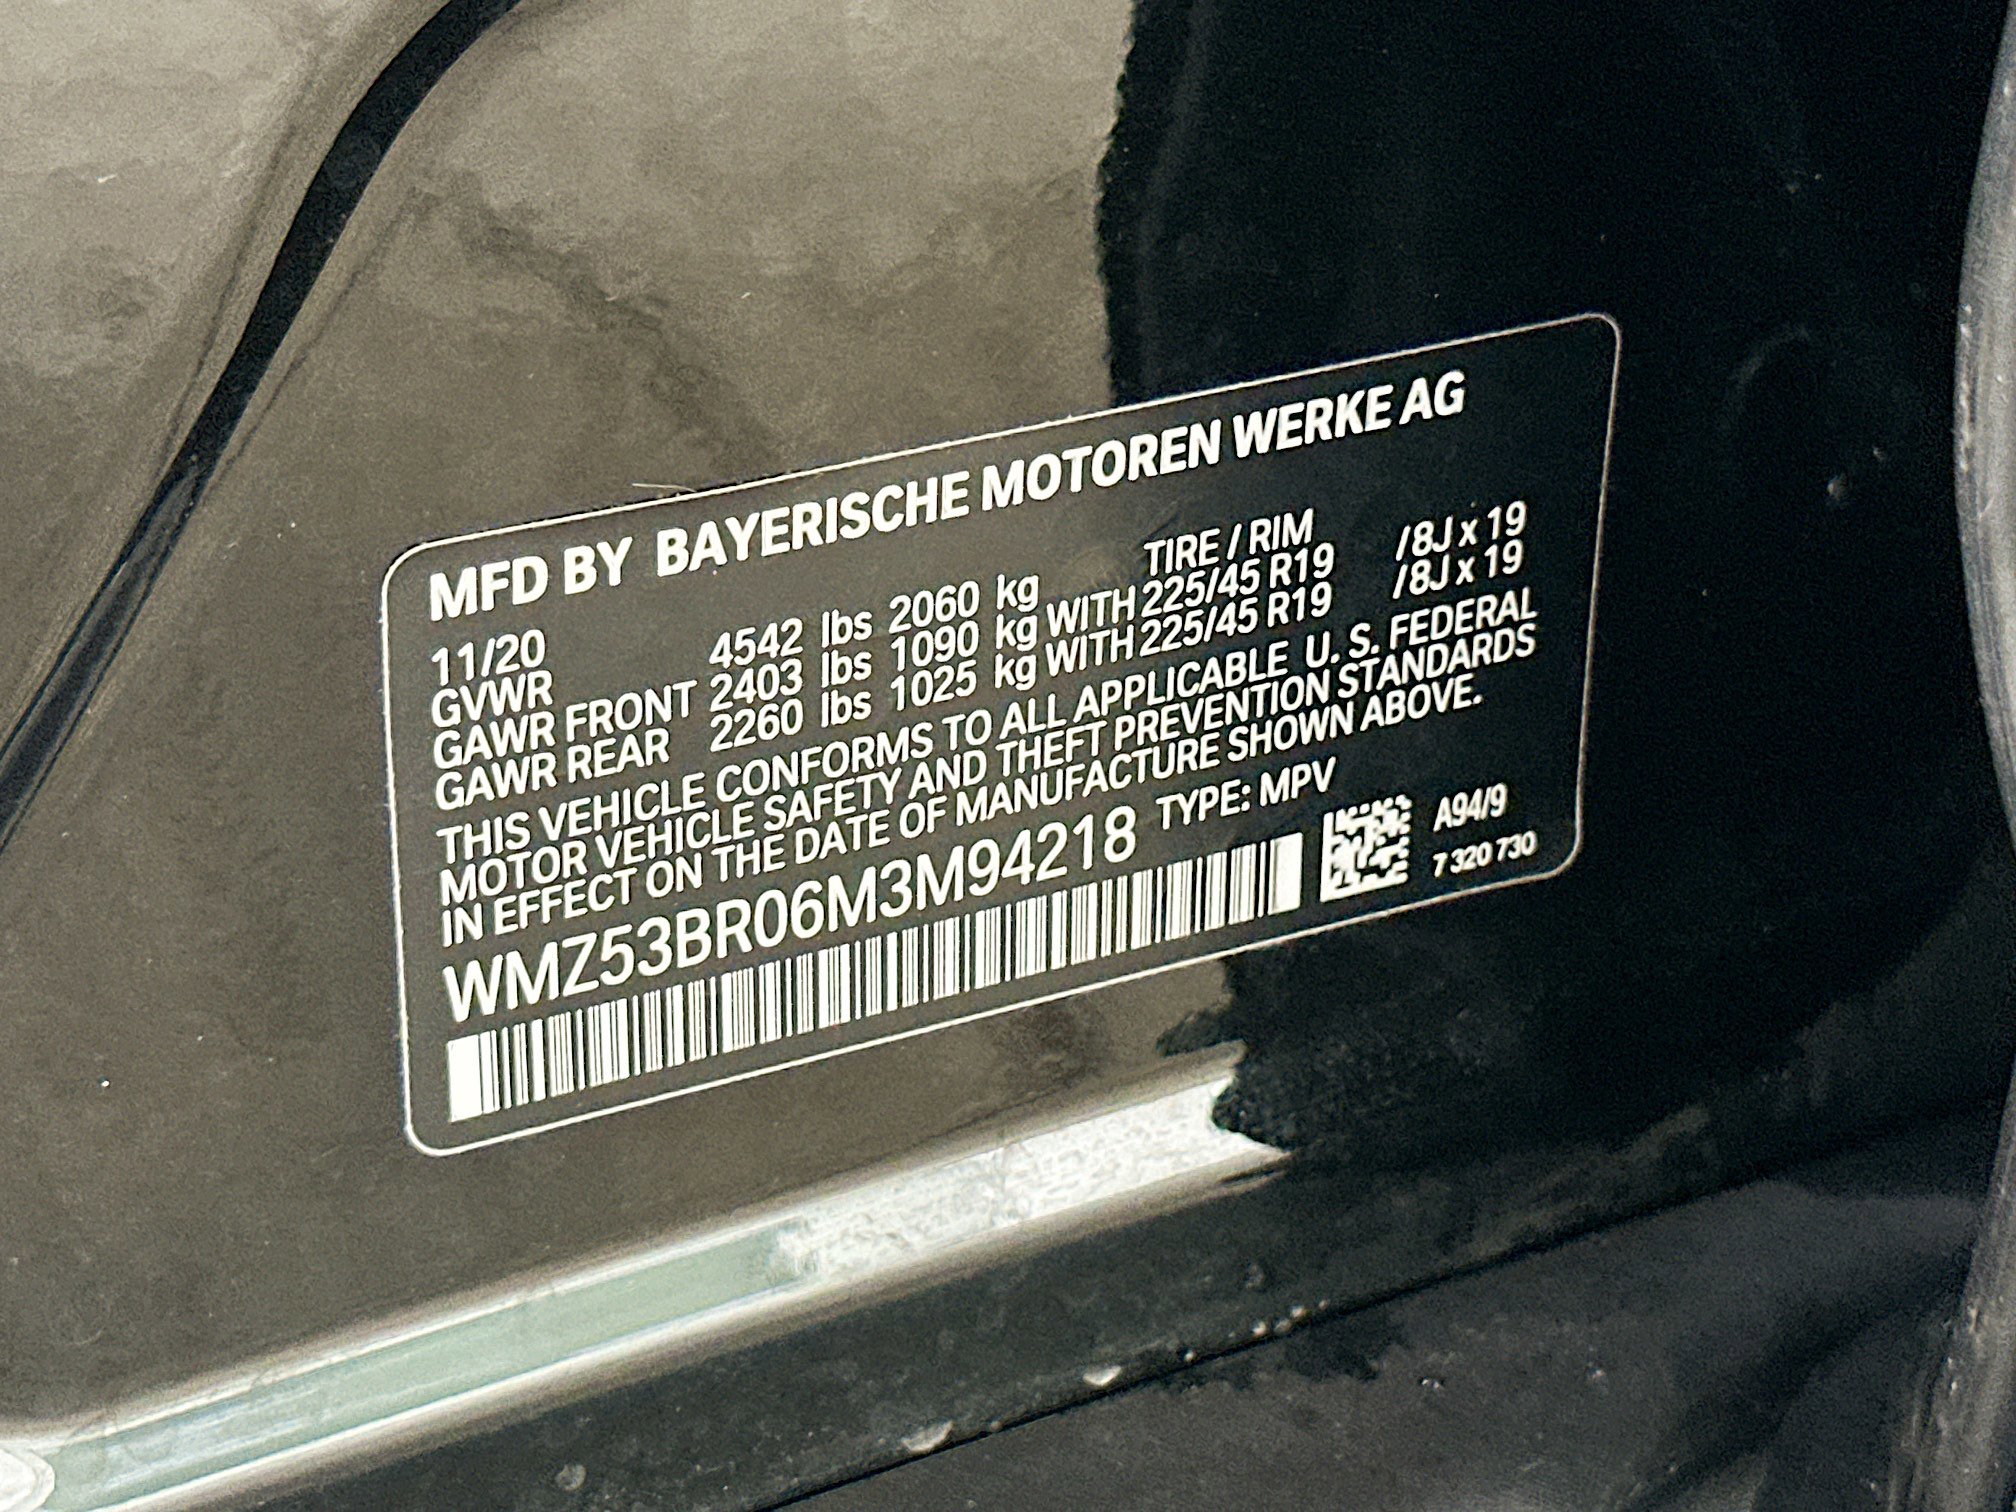 MFD BY BAYERISCHE MOTOREN WERKE AG
11/20 TIRE / RIM
GVWR 4542 lbs 2060 kg
GAWR FRONT 2403 lbs 1090 kg WITH 225/45 R19 /8J x 19
GAWR REAR 2260 lbs 1025 kg WITH 225/45 R19 /8J x 19
THIS VEHICLE CONFORMS TO ALL APPLICABLE U. S. FEDERAL
MOTOR VEHICLE SAFETY AND THEFT PREVENTION STANDARDS
IN EFFECT ON THE DATE OF MANUFACTURE SHOWN ABOVE.
WMZ53BR06M3M94218 TYPE: MPV
A94/9
7 320 730